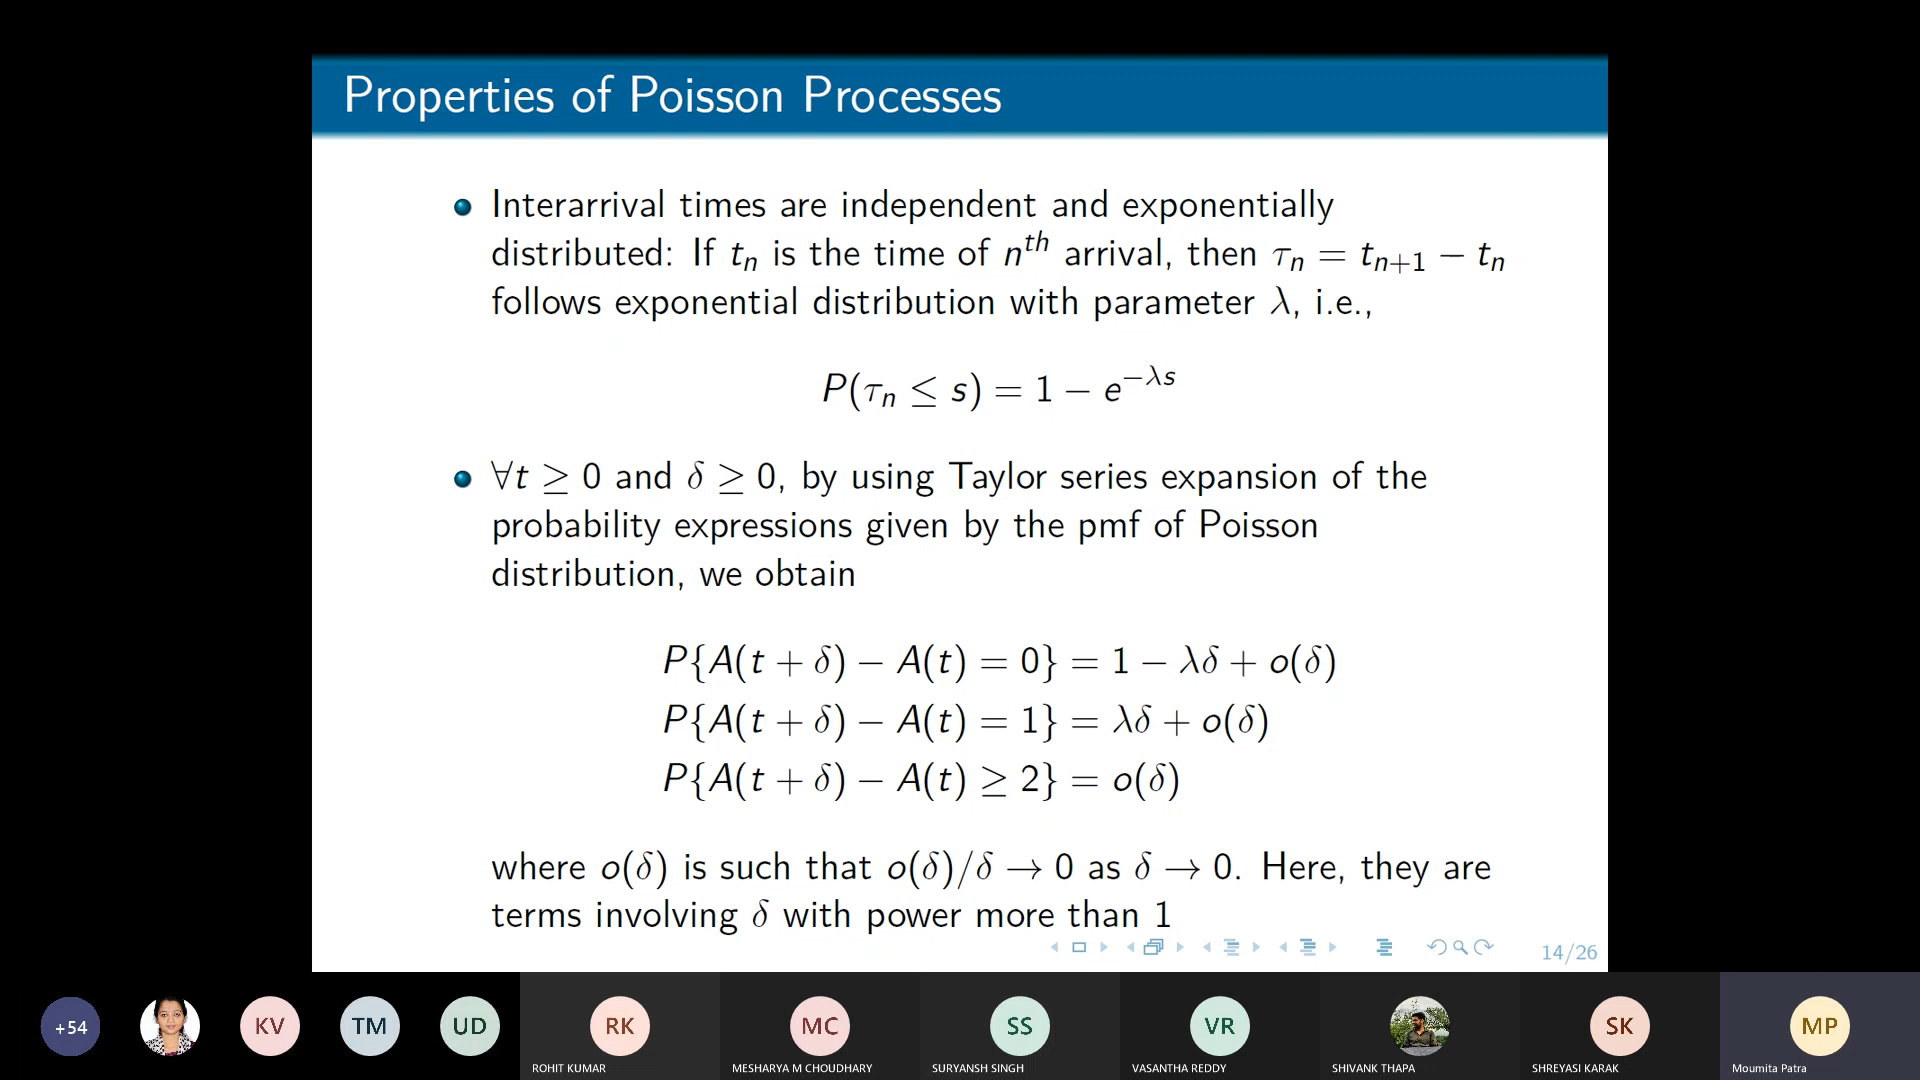 Properties of Poisson Processes
Interarrival times are independent and exponentially
distributed: If tₙ is the time of nᵗʰ arrival, then τₙ = tₙ₊₁ − tₙ
follows exponential distribution with parameter λ, i.e.,
P(τₙ ≤ s) = 1 − e^{−λs}
∀t ≥ 0 and δ ≥ 0, by using Taylor series expansion of the
probability expressions given by the pmf of Poisson
distribution, we obtain
P{A(t + δ) − A(t) = 0} = 1 − λδ + o(δ)
P{A(t + δ) − A(t) = 1} = λδ + o(δ)
P{A(t + δ) − A(t) ≥ 2} = o(δ)
where o(δ) is such that o(δ)/δ → 0 as δ → 0. Here, they are
terms involving δ with power more than 1
14/26
+54 KV TM UD RK MC SS VR SK MP
ROHIT KUMAR MESHARYA M CHOUDHARY SURYANSH SINGH VASANTHA REDDY SHIVANK THAPA SHREYASI KARAK Moumita Patra